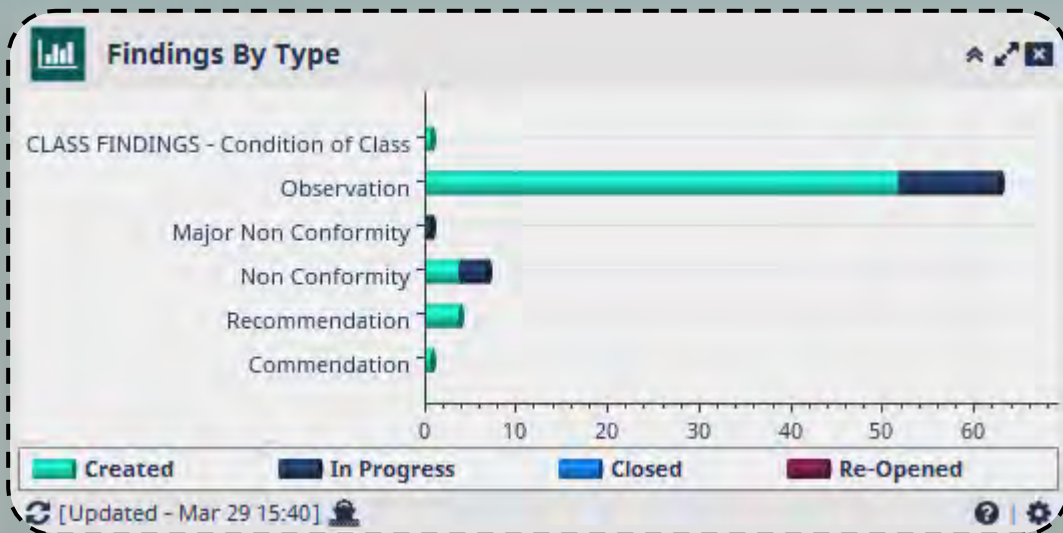 Findings By Type
CLASS FINDINGS - Condition of Class
Observation
Major Non Conformity
Non Conformity
Recommendation
Commendation
0 10 20 30 40 50 60
Created In Progress Closed Re-Opened
[Updated - Mar 29 15:40]